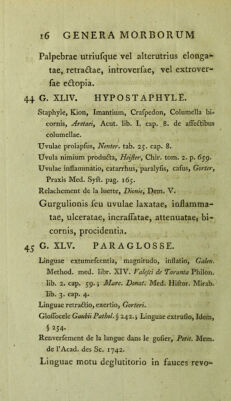 16 GENERA MORBORUM
Palpebrae utriusque vel alterutrius elonga-
tae, retractae, introversae, vel extrover-
sae ectopia.
44 G. XLIV. HYPOSTAPHYLE.
Staphyle, Kion, Imantium, Craspedon, Columella bi-
cornis, Aretaei, Acut. lib. I. cap. 8. de affectibus
columellae.
Uvulae prolapsus, Nenter. tab. 25. cap. 8.
Uvula nimium producta, Heister, Chir. tom. 2. p. 659.
Uvulae inflammatio, catarrhus, paralysis, casus, Gorter,
Praxis Med. Syst. pag. 165.
Relachement de la luette, Dienis, Dem. V.
Gurgulionis seu uvulae laxatae, inflamma-
tae, ulceratae, incrassatae, attenuatae, bi-
cornis, procidentia.
45 G. XLV. PARAGLOSSE.
Linguae extumescentia, magnitudo, inflatio, Galen.
Method. med. libr. XIV. Valesci de Taranta Philon.
lib. 2. cap. 59.; Marc. Donat. Med. Histor. Mirab.
lib. 3. cap. 4.
Linguae retractio, exertio, Gorteri.
Glossocele Gaubii Pathol. § 242.; Linguae extrusio, Idem,
§ 254.
Renversement de la langue dans le gosier, Petit. Mem.
de l'Acad. des Sc. 1742.
Linguae motu deglutitorio in fauces revo-